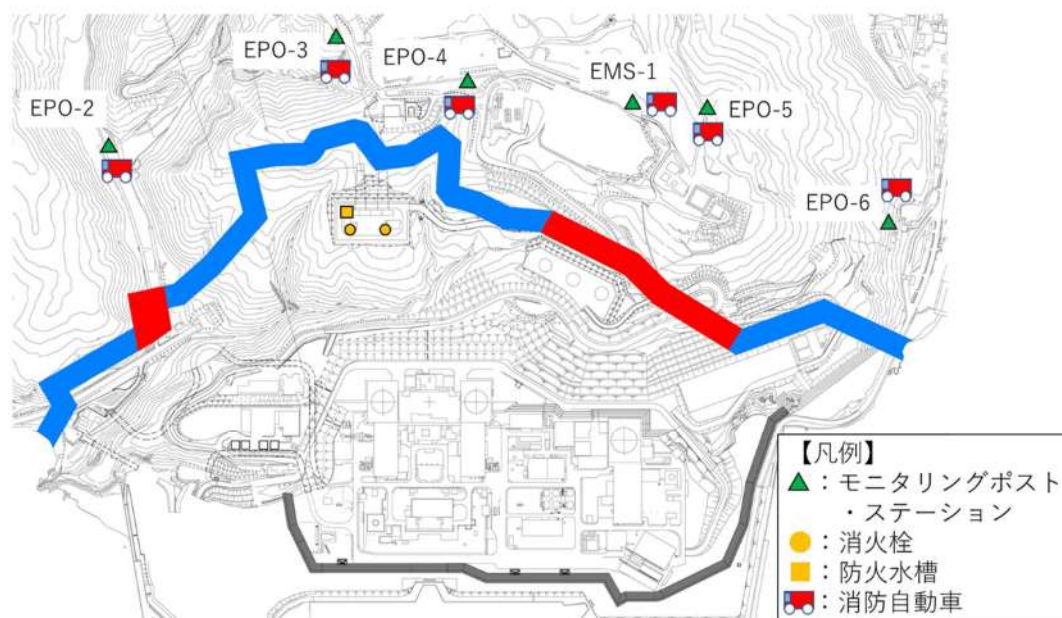 EPO-3
EPO-4
EMS-1
EPO-2
EPO-5
EPO-6
【凡例】
：モニタリングポスト
・ステーション
：消火栓
：防火水槽
：消防自動車